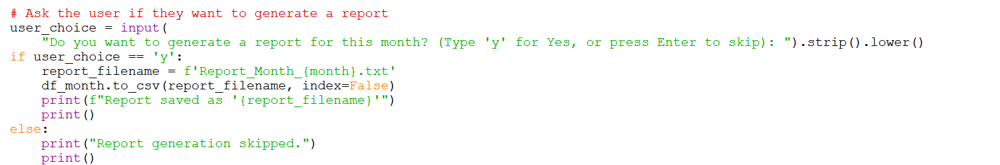 # Ask the user if they want to generate a report
user_choice = input(
    "Do you want to generate a report for this month? (Type 'y' for Yes, or press Enter to skip): ").strip().lower()
if user_choice == 'y':
    report_filename = f'Report_Month_{month}.txt'
    df_month.to_csv(report_filename, index=False)
    print(f"Report saved as '{report_filename}'")
    print()
else:
    print("Report generation skipped.")
    print()